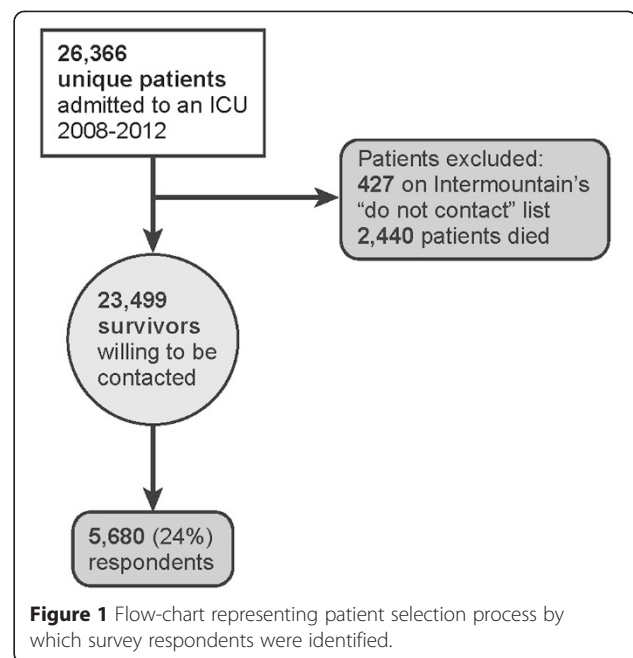 26,366
unique patients
admitted to an ICU
2008-2012
Patients excluded:
427 on Intermountain's
"do not contact" list
2,440 patients died
23,499
survivors
willing to be
contacted
5,680 (24%)
respondents
Figure 1 Flow-chart representing patient selection process by
which survey respondents were identified.